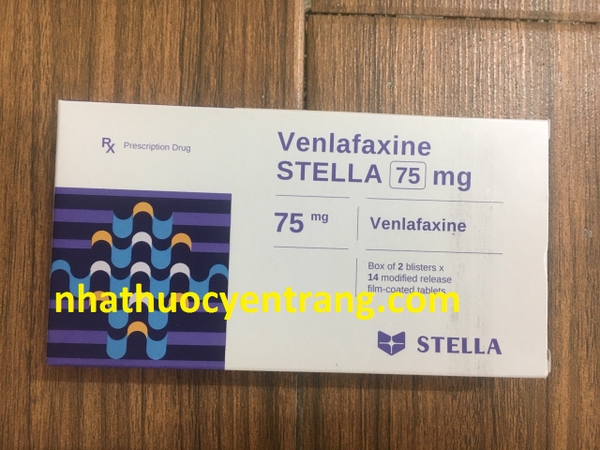 Rx Prescription Drug
Venlafaxine
STELLA 75 mg
75 mg
Venlafaxine
Box of 2 blisters x
14 modified release
film-coated tablets
nhathuocyentrang.com
STELLA